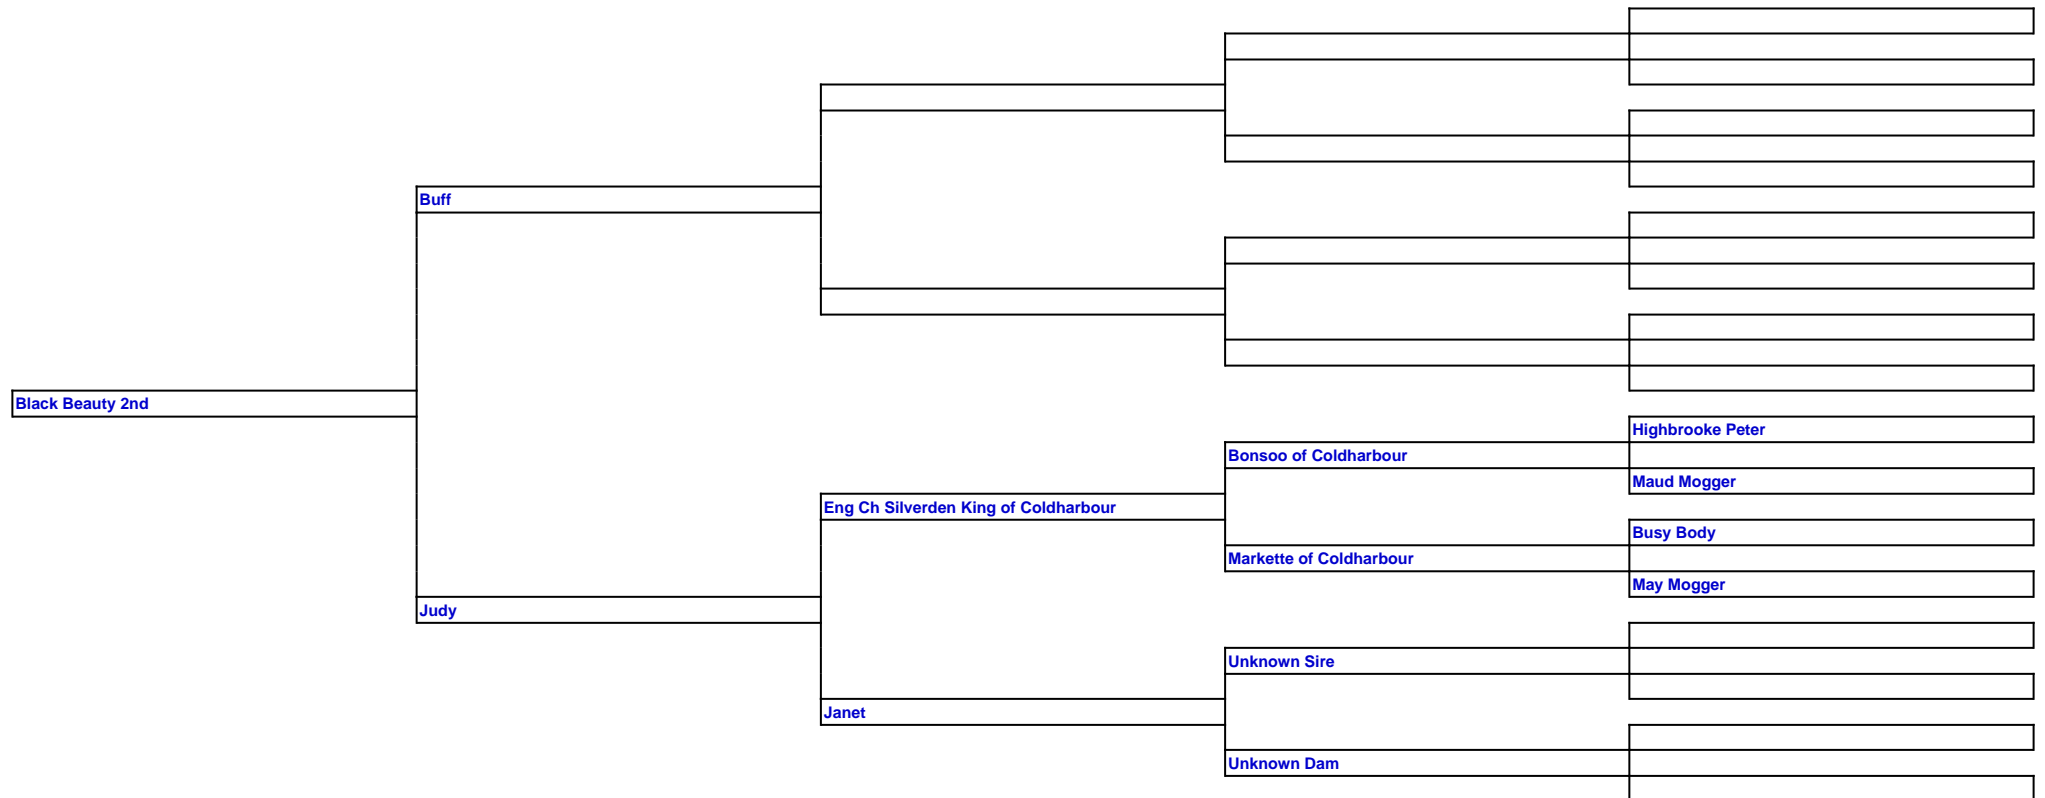 Buff
Black Beauty 2nd
Highbrooke Peter
Bonsoo of Coldharbour
Maud Mogger
Eng Ch Silverden King of Coldharbour
Busy Body
Markette of Coldharbour
May Mogger
Judy
Unknown Sire
Janet
Unknown Dam